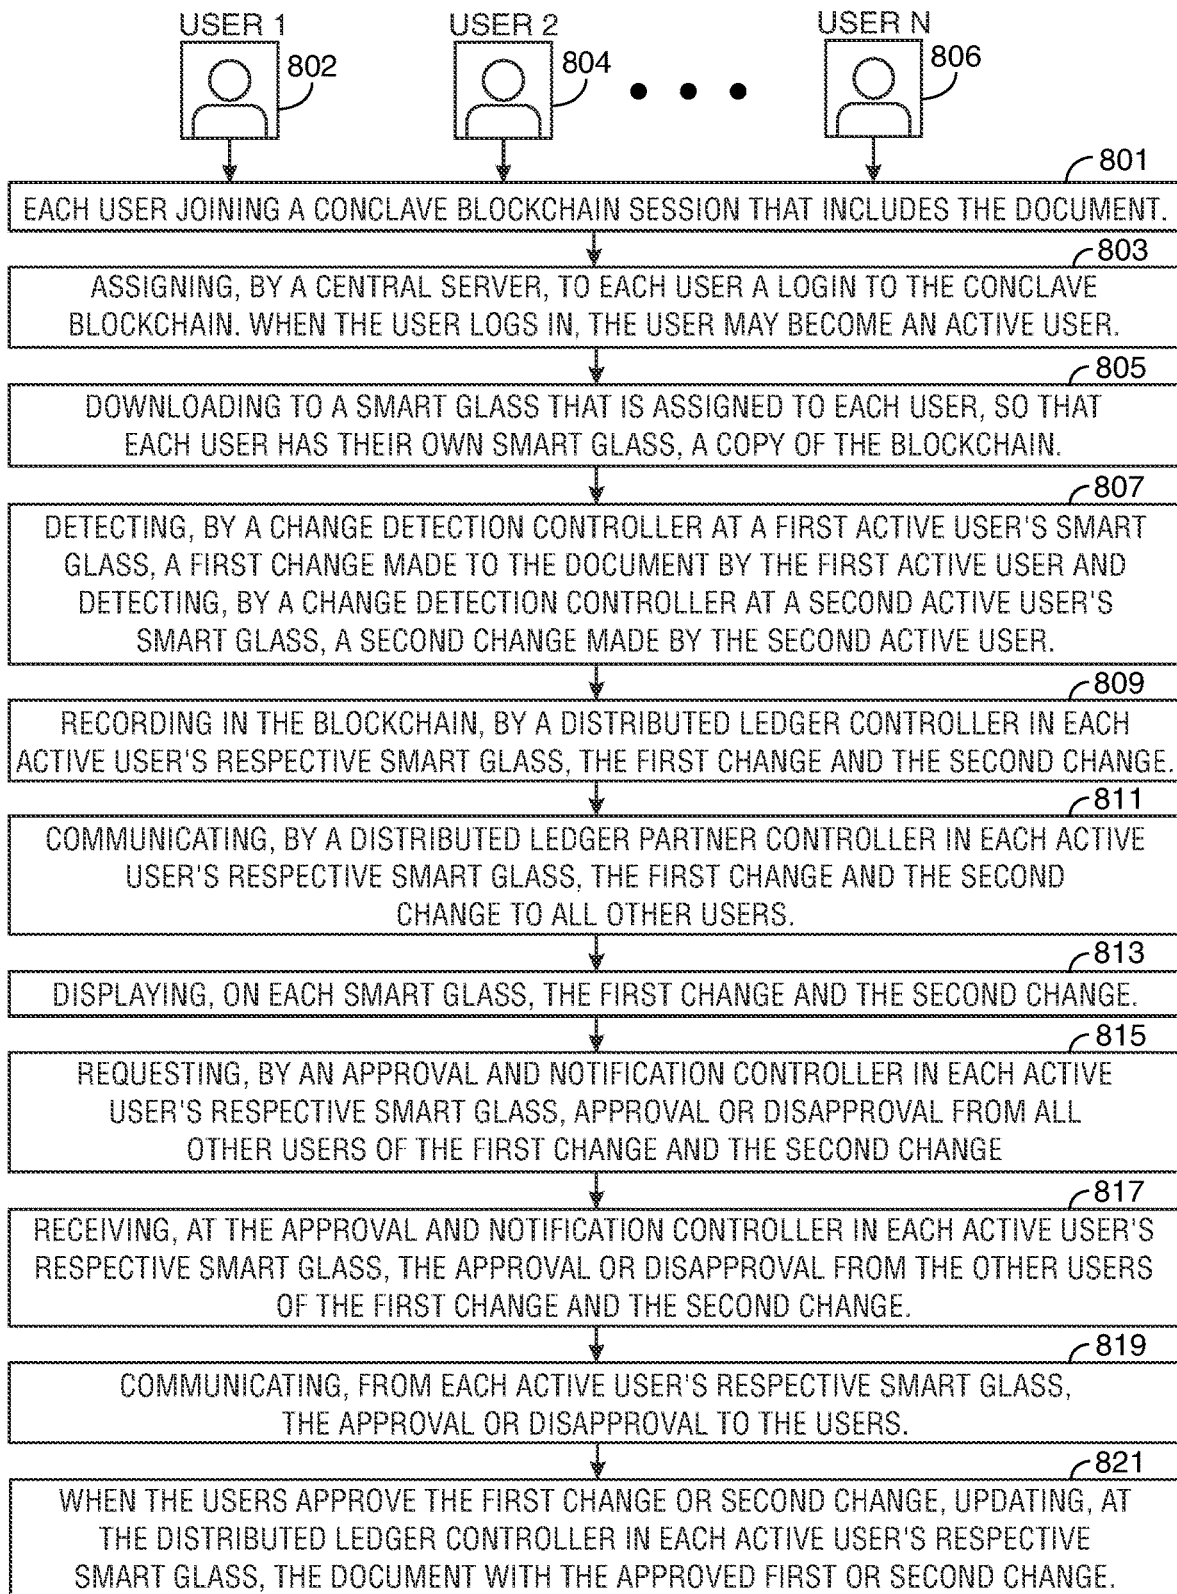 USER 1
USER 2
USER N
802
804
806
801
EACH USER JOINING A CONCLAVE BLOCKCHAIN SESSION THAT INCLUDES THE DOCUMENT.
803
ASSIGNING, BY A CENTRAL SERVER, TO EACH USER A LOGIN TO THE CONCLAVE
BLOCKCHAIN. WHEN THE USER LOGS IN, THE USER MAY BECOME AN ACTIVE USER.
805
DOWNLOADING TO A SMART GLASS THAT IS ASSIGNED TO EACH USER, SO THAT
EACH USER HAS THEIR OWN SMART GLASS, A COPY OF THE BLOCKCHAIN.
807
DETECTING, BY A CHANGE DETECTION CONTROLLER AT A FIRST ACTIVE USER'S SMART
GLASS, A FIRST CHANGE MADE TO THE DOCUMENT BY THE FIRST ACTIVE USER AND
DETECTING, BY A CHANGE DETECTION CONTROLLER AT A SECOND ACTIVE USER'S
SMART GLASS, A SECOND CHANGE MADE BY THE SECOND ACTIVE USER.
809
RECORDING IN THE BLOCKCHAIN, BY A DISTRIBUTED LEDGER CONTROLLER IN EACH
ACTIVE USER'S RESPECTIVE SMART GLASS, THE FIRST CHANGE AND THE SECOND CHANGE.
811
COMMUNICATING, BY A DISTRIBUTED LEDGER PARTNER CONTROLLER IN EACH ACTIVE
USER'S RESPECTIVE SMART GLASS, THE FIRST CHANGE AND THE SECOND
CHANGE TO ALL OTHER USERS.
813
DISPLAYING, ON EACH SMART GLASS, THE FIRST CHANGE AND THE SECOND CHANGE.
815
REQUESTING, BY AN APPROVAL AND NOTIFICATION CONTROLLER IN EACH ACTIVE
USER'S RESPECTIVE SMART GLASS, APPROVAL OR DISAPPROVAL FROM ALL
OTHER USERS OF THE FIRST CHANGE AND THE SECOND CHANGE
817
RECEIVING, AT THE APPROVAL AND NOTIFICATION CONTROLLER IN EACH ACTIVE USER'S
RESPECTIVE SMART GLASS, THE APPROVAL OR DISAPPROVAL FROM THE OTHER USERS
OF THE FIRST CHANGE AND THE SECOND CHANGE.
819
COMMUNICATING, FROM EACH ACTIVE USER'S RESPECTIVE SMART GLASS,
THE APPROVAL OR DISAPPROVAL TO THE USERS.
821
WHEN THE USERS APPROVE THE FIRST CHANGE OR SECOND CHANGE, UPDATING, AT
THE DISTRIBUTED LEDGER CONTROLLER IN EACH ACTIVE USER'S RESPECTIVE
SMART GLASS, THE DOCUMENT WITH THE APPROVED FIRST OR SECOND CHANGE.